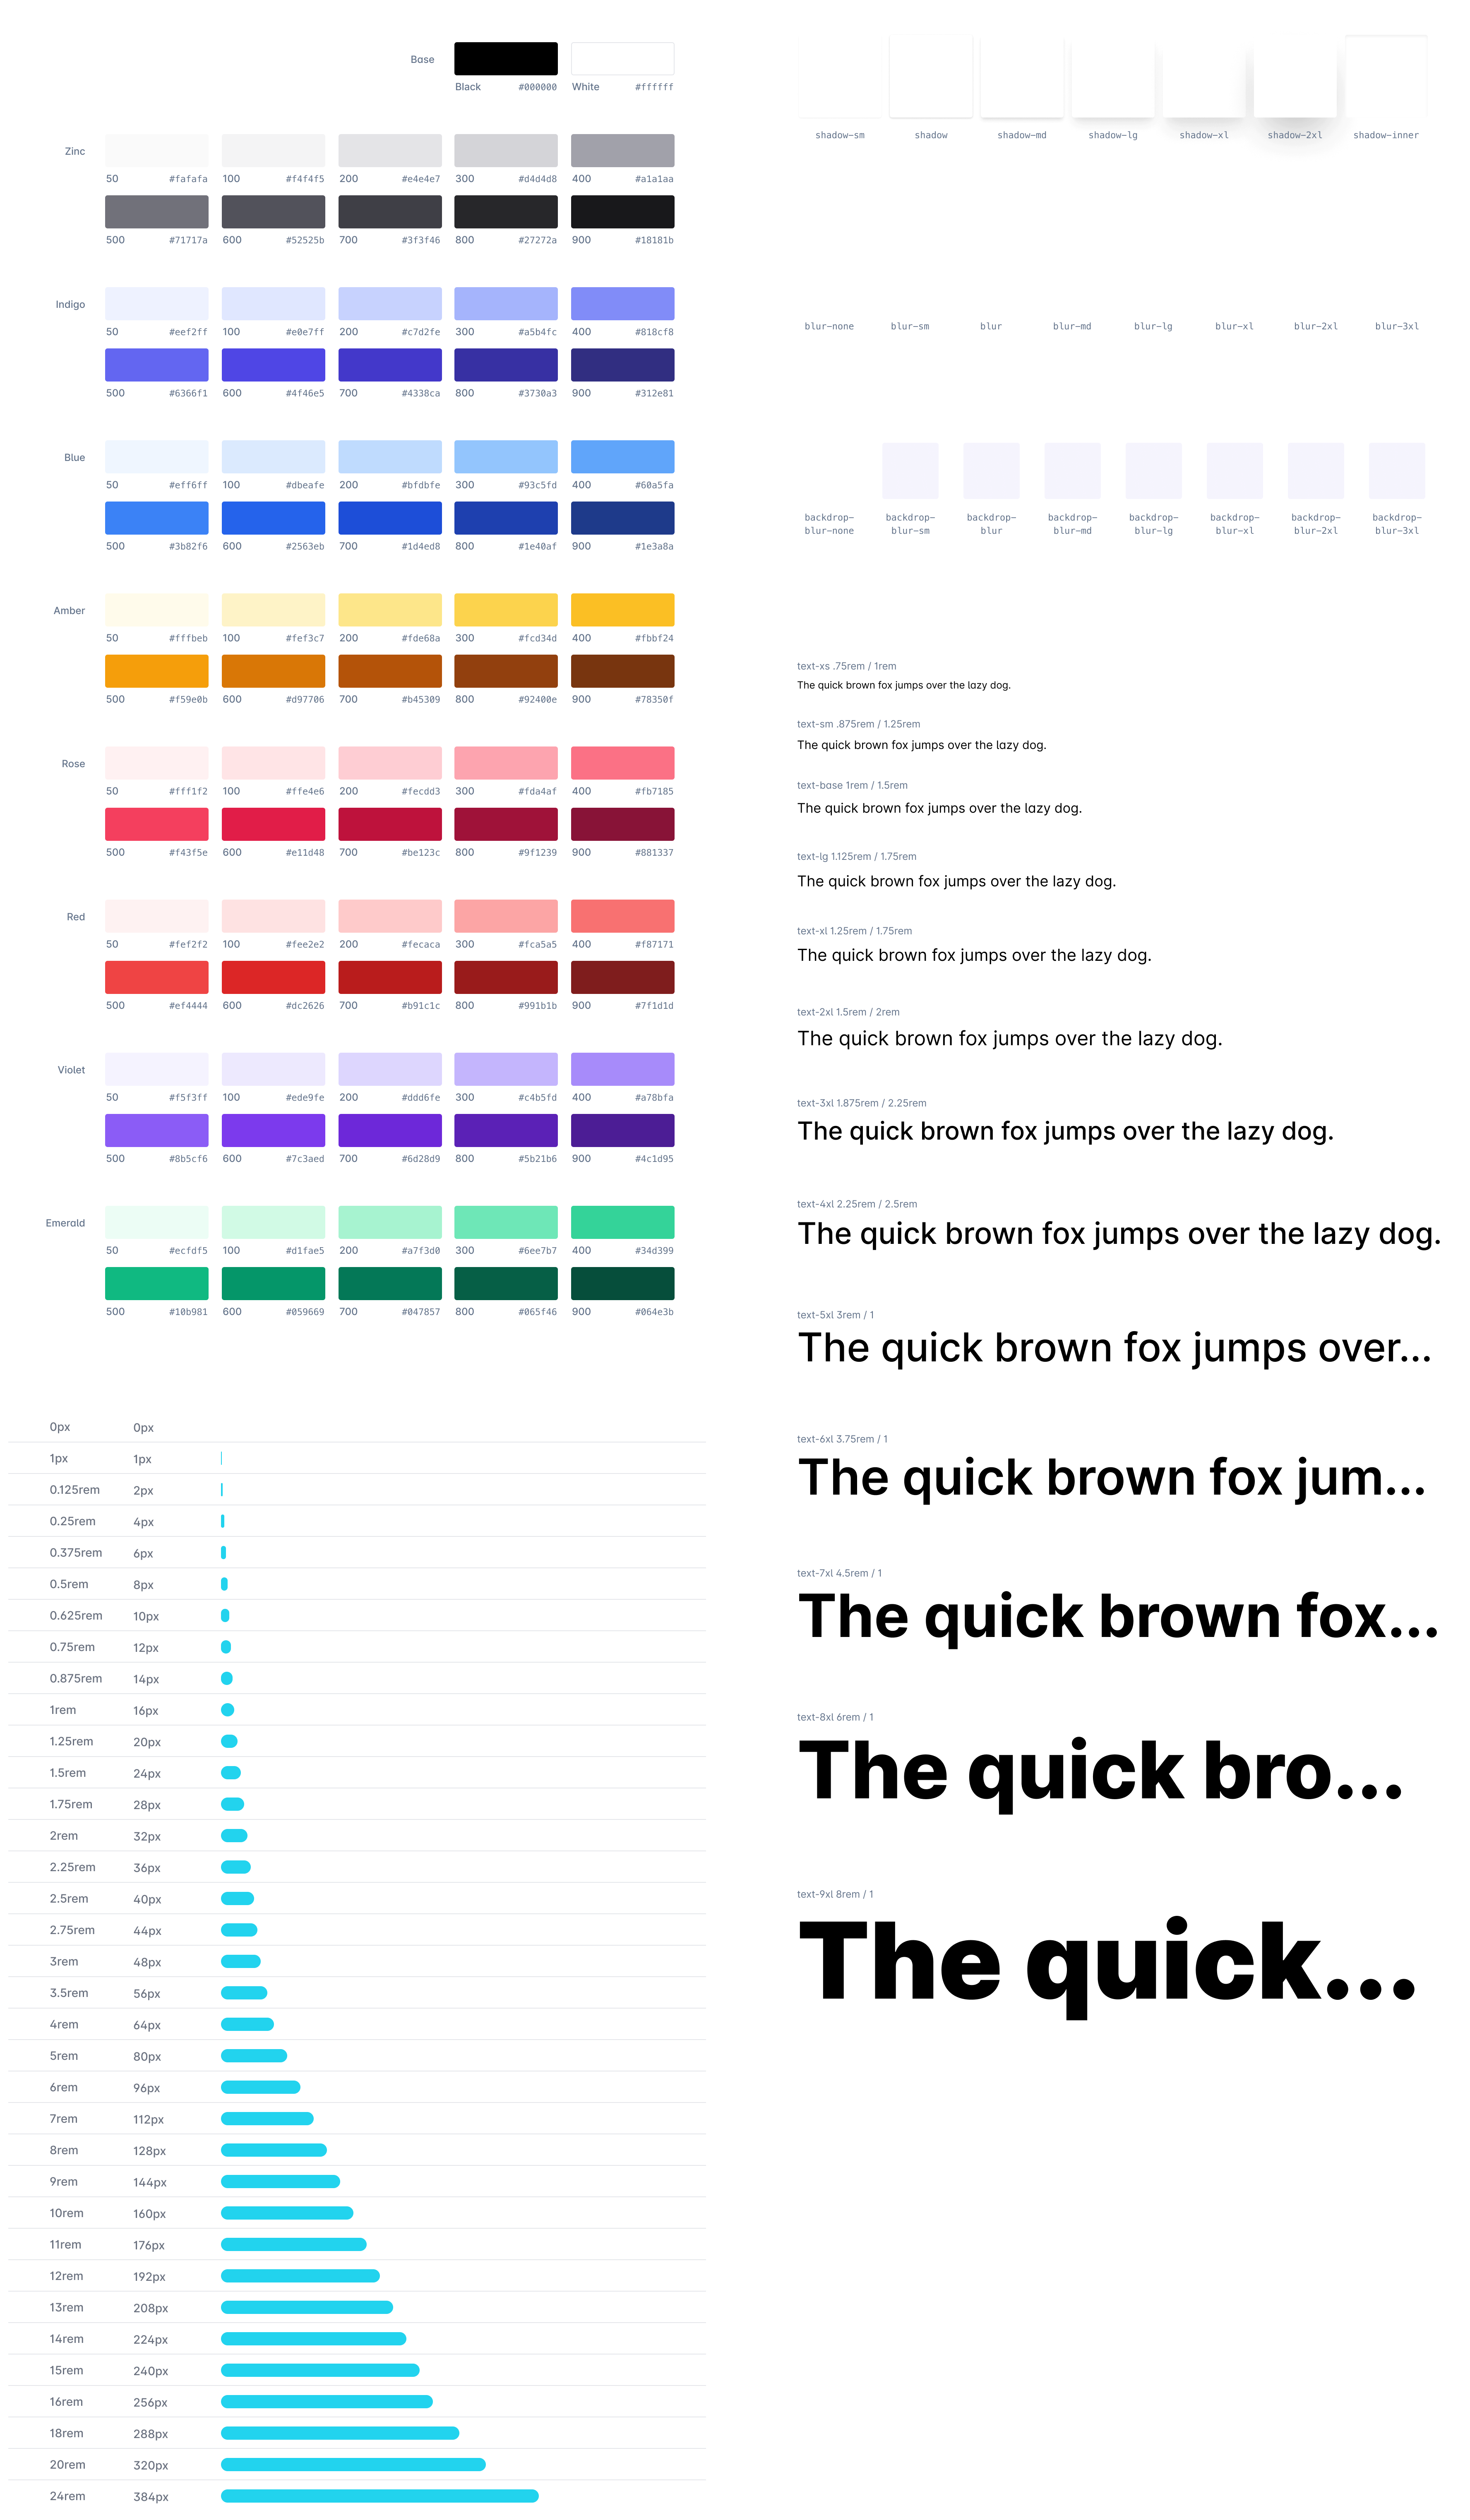 Base
Black #000000 White #ffffff
Zinc
50 #fafafa 100 #f4f4f5 200 #e4e4e7 300 #d4d4d8 400 #a1a1aa
500 #71717a 600 #52525b 700 #3f3f46 800 #27272a 900 #18181b
Indigo
50 #eef2ff 100 #e0e7ff 200 #c7d2fe 300 #a5b4fc 400 #818cf8
500 #6366f1 600 #4f46e5 700 #4338ca 800 #3730a3 900 #312e81
Blue
50 #eff6ff 100 #dbeafe 200 #bfdbfe 300 #93c5fd 400 #60a5fa
500 #3b82f6 600 #2563eb 700 #1d4ed8 800 #1e40af 900 #1e3a8a
Amber
50 #fffbeb 100 #fef3c7 200 #fde68a 300 #fcd34d 400 #fbbf24
500 #f59e0b 600 #d97706 700 #b45309 800 #92400e 900 #78350f
Rose
50 #fff1f2 100 #ffe4e6 200 #fecdd3 300 #fda4af 400 #fb7185
500 #f43f5e 600 #e11d48 700 #be123c 800 #9f1239 900 #881337
Red
50 #fef2f2 100 #fee2e2 200 #fecaca 300 #fca5a5 400 #f87171
500 #ef4444 600 #dc2626 700 #b91c1c 800 #991b1b 900 #7f1d1d
Violet
50 #f5f3ff 100 #ede9fe 200 #ddd6fe 300 #c4b5fd 400 #a78bfa
500 #8b5cf6 600 #7c3aed 700 #6d28d9 800 #5b21b6 900 #4c1d95
Emerald
50 #ecfdf5 100 #d1fae5 200 #a7f3d0 300 #6ee7b7 400 #34d399
500 #10b981 600 #059669 700 #047857 800 #065f46 900 #064e3b
0px 0px
1px 1px
0.125rem 2px
0.25rem 4px
0.375rem 6px
0.5rem 8px
0.625rem 10px
0.75rem 12px
0.875rem 14px
1rem 16px
1.25rem 20px
1.5rem 24px
1.75rem 28px
2rem 32px
2.25rem 36px
2.5rem 40px
2.75rem 44px
3rem 48px
3.5rem 56px
4rem 64px
5rem 80px
6rem 96px
7rem 112px
8rem 128px
9rem 144px
10rem 160px
11rem 176px
12rem 192px
13rem 208px
14rem 224px
15rem 240px
16rem 256px
18rem 288px
20rem 320px
24rem 384px
shadow-sm shadow shadow-md shadow-lg shadow-xl shadow-2xl shadow-inner
blur-none blur-sm blur blur-md blur-lg blur-xl blur-2xl blur-3xl
backdrop- backdrop- backdrop- backdrop- backdrop- backdrop- backdrop- backdrop-
blur-none blur-sm blur blur-md blur-lg blur-xl blur-2xl blur-3xl
text-xs .75rem / 1rem
The quick brown fox jumps over the lazy dog.
text-sm .875rem / 1.25rem
The quick brown fox jumps over the lazy dog.
text-base 1rem / 1.5rem
The quick brown fox jumps over the lazy dog.
text-lg 1.125rem / 1.75rem
The quick brown fox jumps over the lazy dog.
text-xl 1.25rem / 1.75rem
The quick brown fox jumps over the lazy dog.
text-2xl 1.5rem / 2rem
The quick brown fox jumps over the lazy dog.
text-3xl 1.875rem / 2.25rem
The quick brown fox jumps over the lazy dog.
text-4xl 2.25rem / 2.5rem
The quick brown fox jumps over the lazy dog.
text-5xl 3rem / 1
The quick brown fox jumps over...
text-6xl 3.75rem / 1
The quick brown fox jum...
text-7xl 4.5rem / 1
The quick brown fox...
text-8xl 6rem / 1
The quick bro...
text-9xl 8rem / 1
The quick...